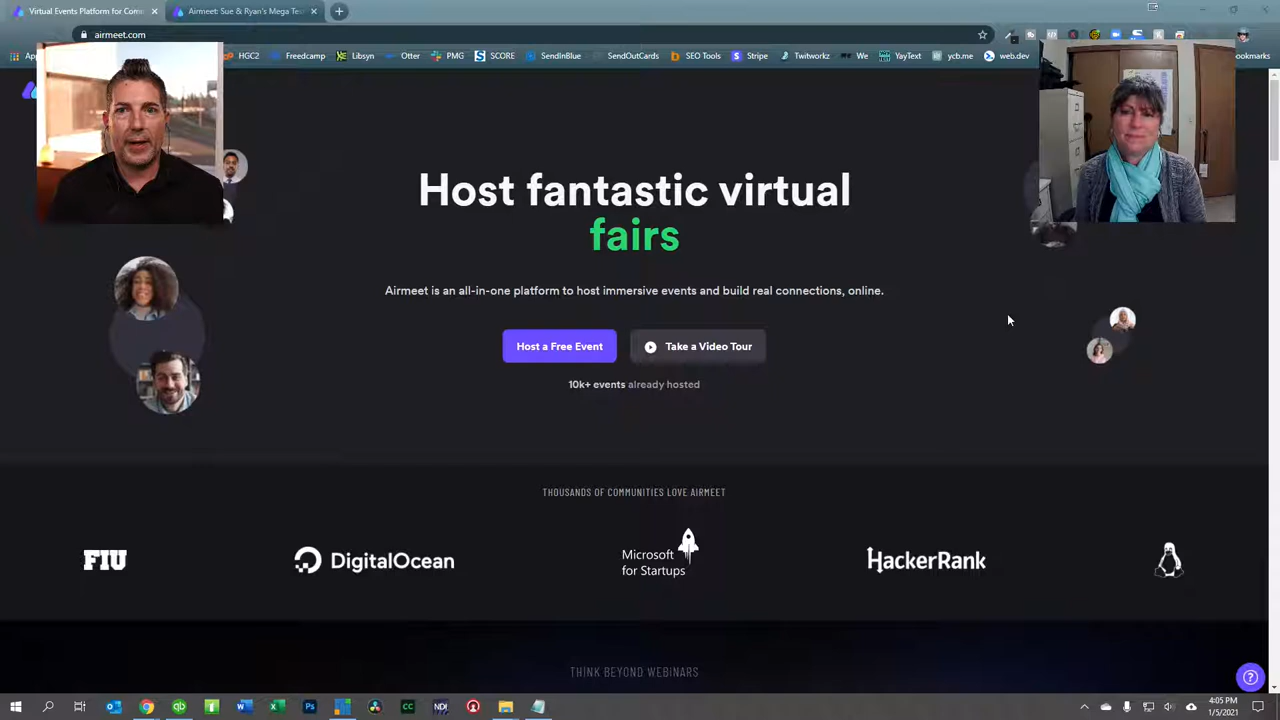 Virtual Events Platform for Com
Airmeet: Sue & Ryan's Mega Te
airmeet.com
HGC2
Freedcamp
Libsyn
Otter
PMG
SCORE
SendInBlue
SendOutCards
SEO Tools
Stripe
Twitworkz
We
YayText
ycb.me
web.dev
Host fantastic virtual
fairs
Airmeet is an all-in-one platform to host immersive events and build real connections, online.
Host a Free Event
Take a Video Tour
10k+ events already hosted
THOUSANDS OF COMMUNITIES LOVE AIRMEET
FIU
DigitalOcean
Microsoft
for Startups
HackerRank
THINK BEYOND WEBINARS
4:05 PM
1/5/2021